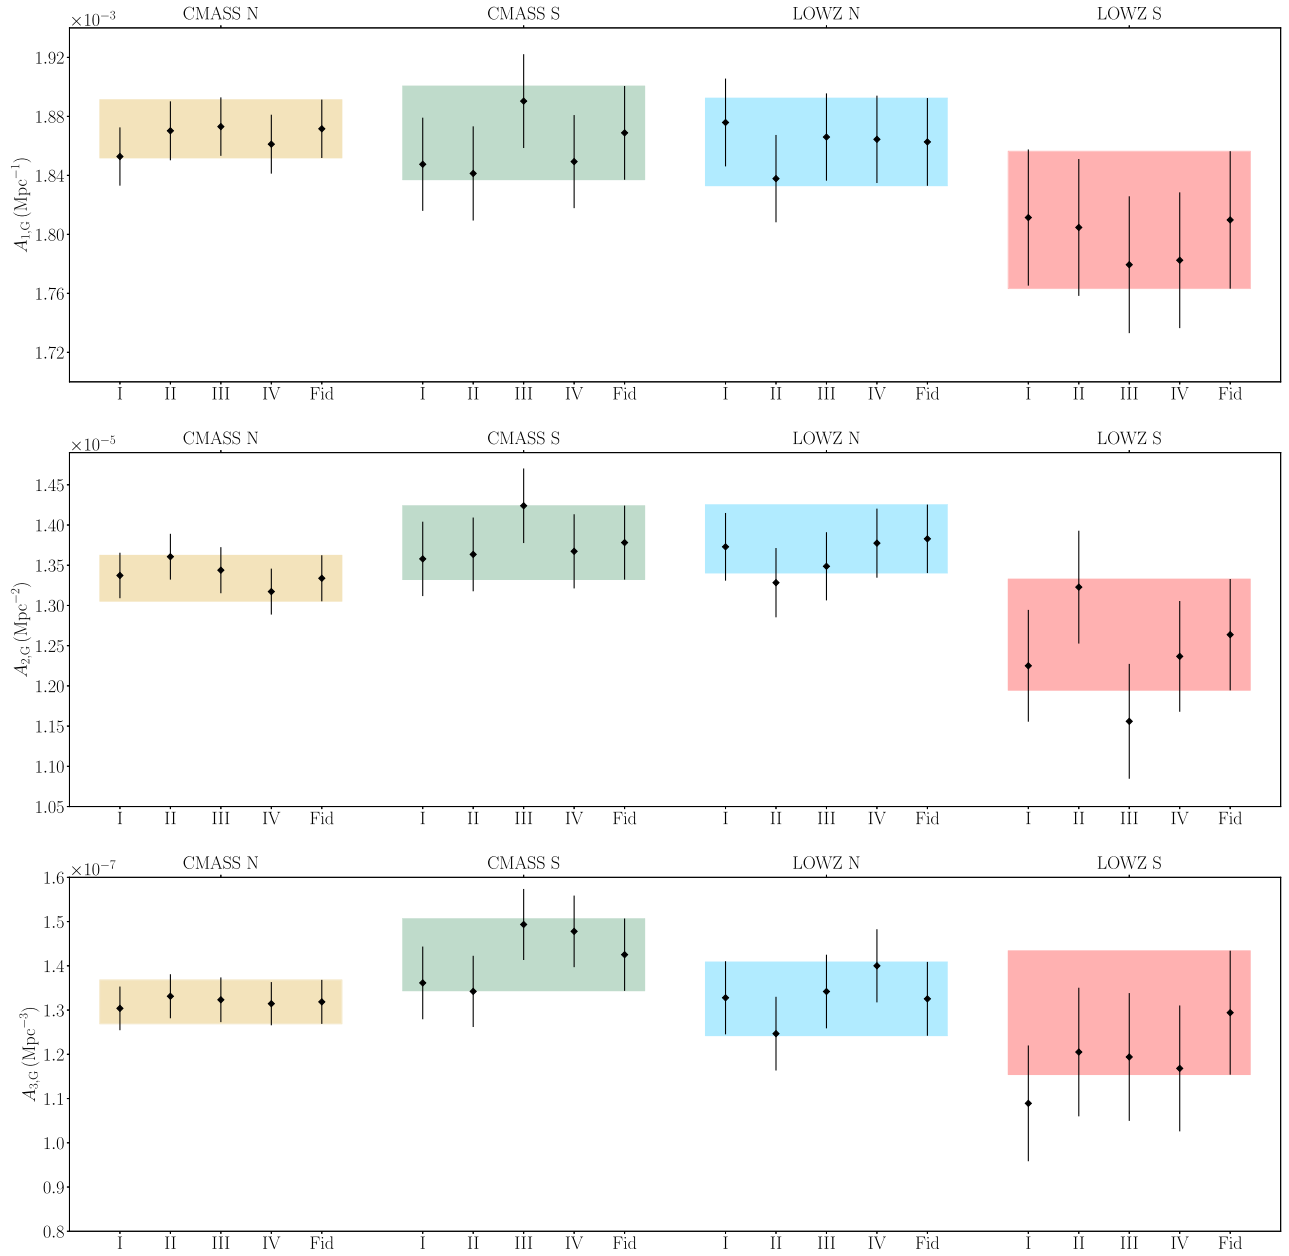 ×10⁻³ CMASS N CMASS S LOWZ N LOWZ S
A₁,G (Mpc⁻¹)
1.92
1.88
1.84
1.80
1.76
1.72
I II III IV Fid I II III IV Fid I II III IV Fid I II III IV Fid
×10⁻⁵ CMASS N CMASS S LOWZ N LOWZ S
A₂,G (Mpc⁻²)
1.45
1.40
1.35
1.30
1.25
1.20
1.15
1.10
1.05
I II III IV Fid I II III IV Fid I II III IV Fid I II III IV Fid
×10⁻⁷ CMASS N CMASS S LOWZ N LOWZ S
A₃,G (Mpc⁻³)
1.6
1.5
1.4
1.3
1.2
1.1
1.0
0.9
0.8
I II III IV Fid I II III IV Fid I II III IV Fid I II III IV Fid